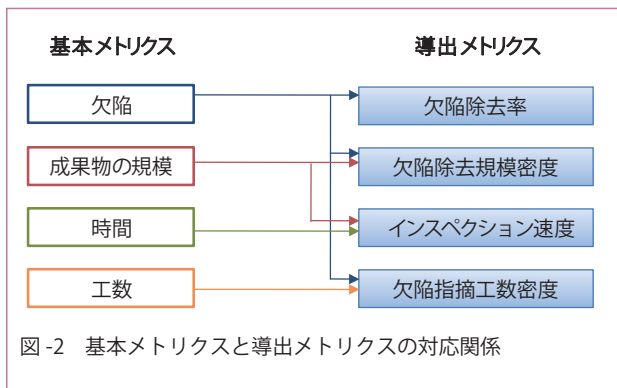 基本メトリクス 導出メトリクス
欠陥 欠陥除去率
成果物の規模 欠陥除去規模密度
時間 インスペクション速度
工数 欠陥指摘工数密度
図-2 基本メトリクスと導出メトリクスの対応関係